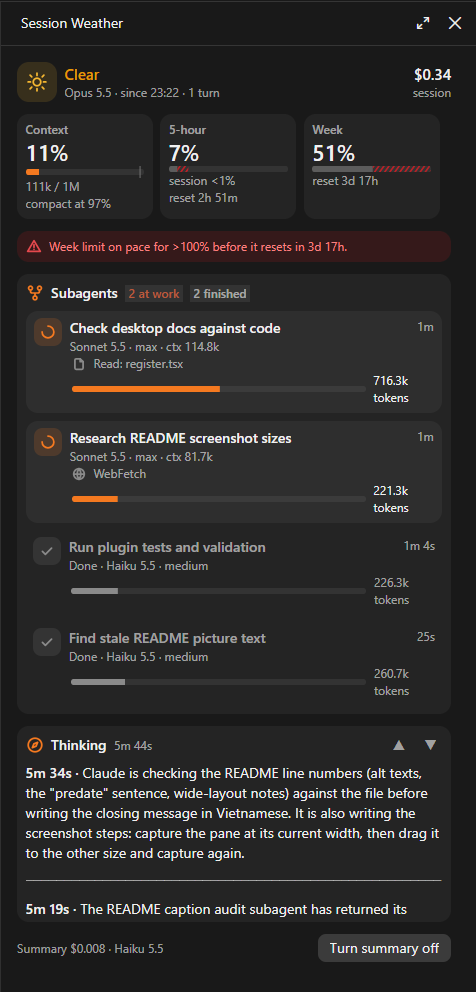 Session Weather
Clear
$0.34
Opus 5.5 · since 23:22 · 1 turn
session
Context
11%
111k / 1M
compact at 97%
5-hour
7%
session <1%
reset 2h 51m
Week
51%
reset 3d 17h
Week limit on pace for >100% before it resets in 3d 17h.
Subagents 2 at work 2 finished
Check desktop docs against code
1m
Sonnet 5.5 · max · ctx 114.8k
Read: register.tsx
716.3k
tokens
Research README screenshot sizes
1m
Sonnet 5.5 · max · ctx 81.7k
WebFetch
221.3k
tokens
Run plugin tests and validation
1m 4s
Done · Haiku 5.5 · medium
226.3k
tokens
Find stale README picture text
25s
Done · Haiku 5.5 · medium
260.7k
tokens
Thinking 5m 44s
5m 34s · Claude is checking the README line numbers (alt texts,
the "predate" sentence, wide-layout notes) against the file before
writing the closing message in Vietnamese. It is also writing the
screenshot steps: capture the pane at its current width, then drag it
to the other size and capture again.
5m 19s · The README caption audit subagent has returned its
Summary $0.008 · Haiku 5.5
Turn summary off